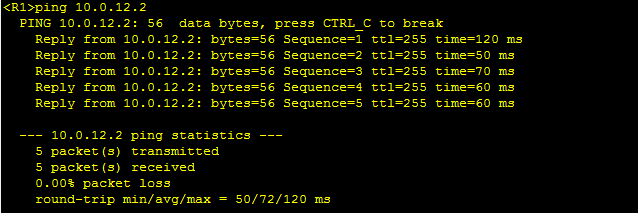 <R1>ping 10.0.12.2
PING 10.0.12.2: 56  data bytes, press CTRL_C to break
Reply from 10.0.12.2: bytes=56 Sequence=1 ttl=255 time=120 ms
Reply from 10.0.12.2: bytes=56 Sequence=2 ttl=255 time=50 ms
Reply from 10.0.12.2: bytes=56 Sequence=3 ttl=255 time=70 ms
Reply from 10.0.12.2: bytes=56 Sequence=4 ttl=255 time=60 ms
Reply from 10.0.12.2: bytes=56 Sequence=5 ttl=255 time=60 ms
--- 10.0.12.2 ping statistics ---
5 packet(s) transmitted
5 packet(s) received
0.00% packet loss
round-trip min/avg/max = 50/72/120 ms